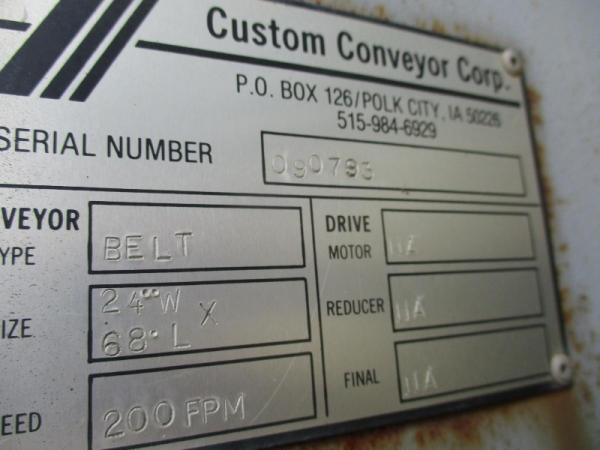 Custom Conveyor Corp.
P.O. BOX 126/POLK CITY, IA 50226
515-984-6929
SERIAL NUMBER 090793
VEYOR
YPE BELT
IZE 24"W X
68' L
EED 200 FPM
DRIVE
MOTOR NA
REDUCER NA
FINAL NA